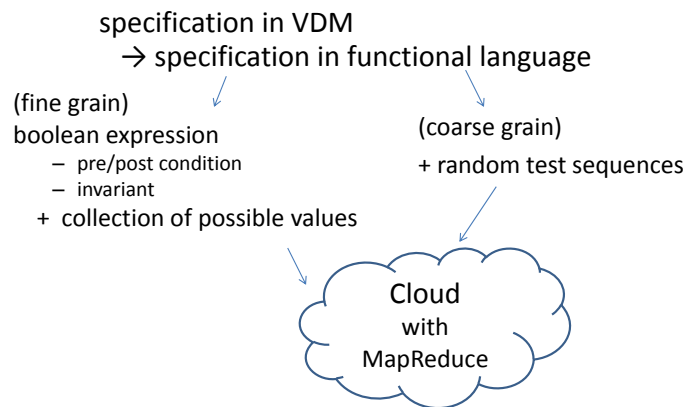 specification in VDM
→ specification in functional language
(fine grain)
boolean expression
– pre/post condition
– invariant
+ collection of possible values
(coarse grain)
+ random test sequences
Cloud
with
MapReduce